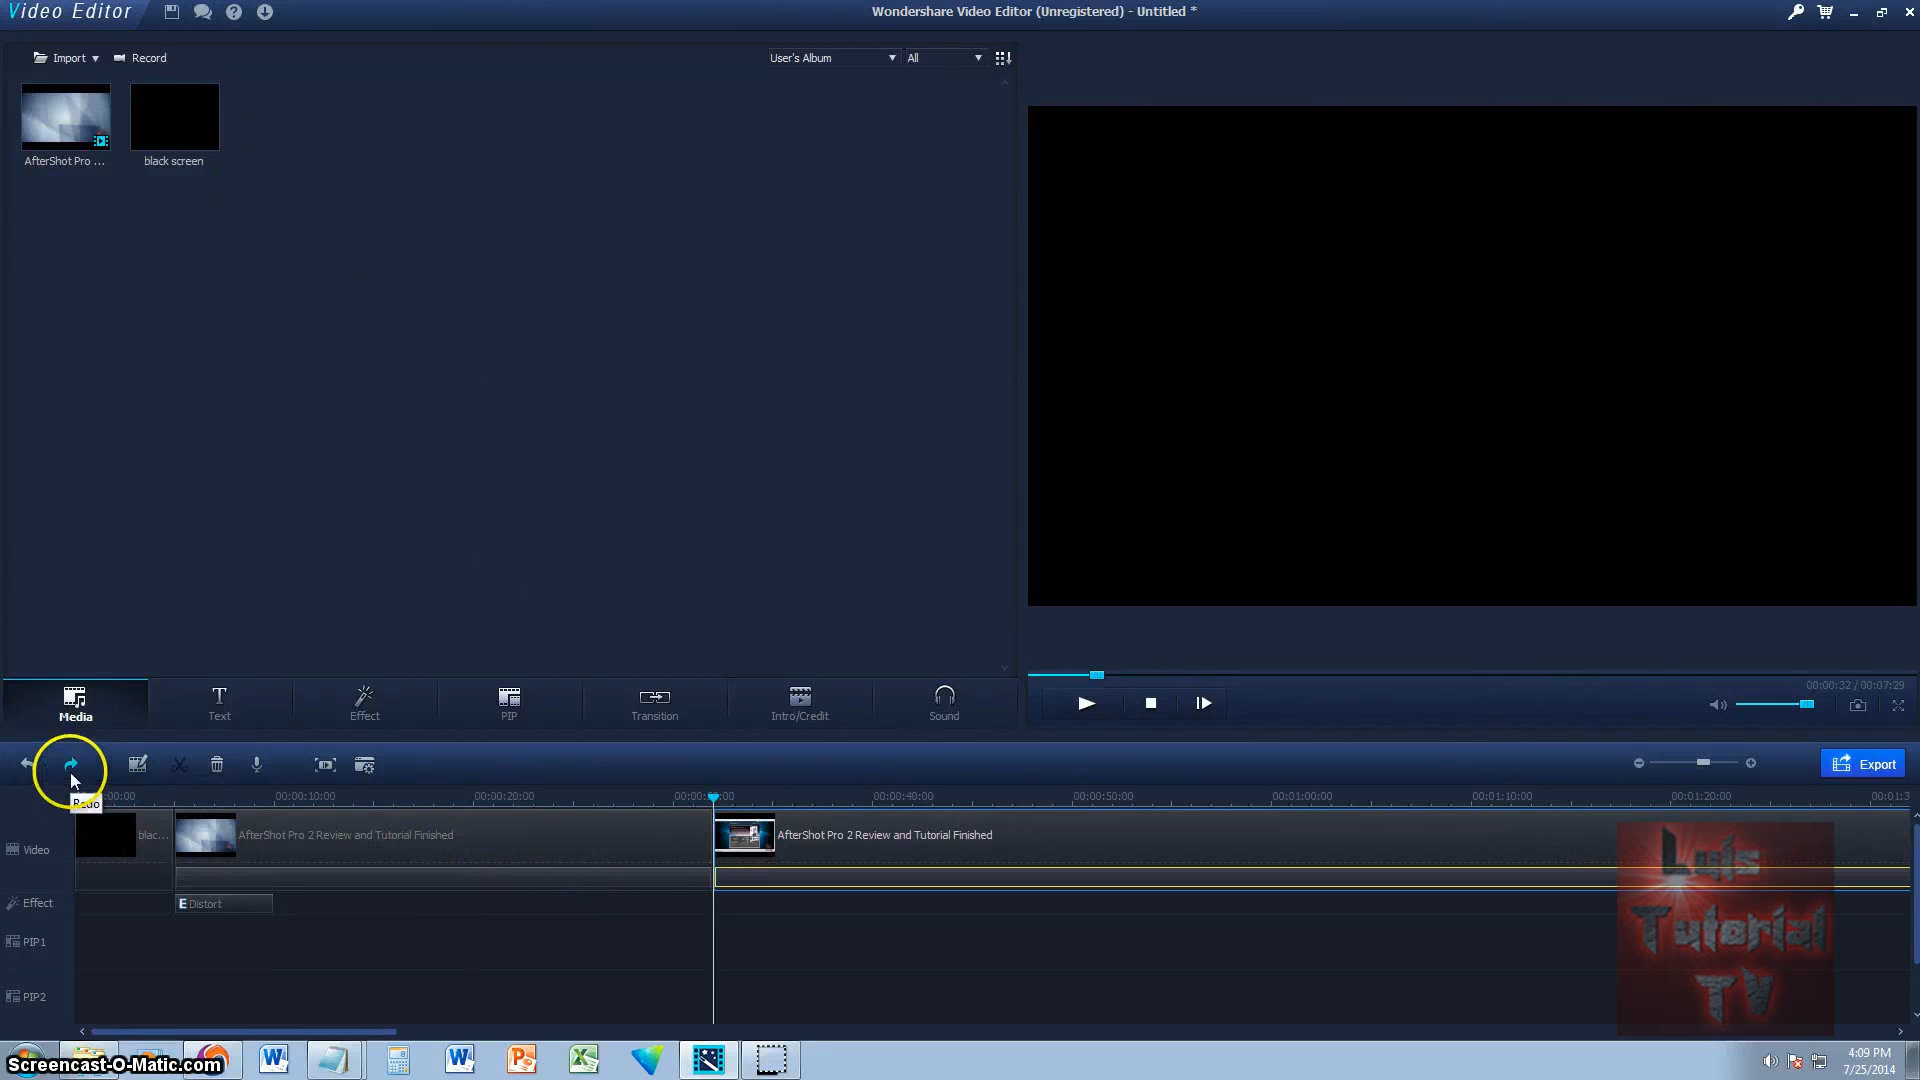 Video Editor
Wondershare Video Editor (Unregistered) - Untitled *
Import
Record
User's Album
All
AfterShot Pro ...
black screen
00:00:32 / 00:07:29
Media
Text
Effect
PIP
Transition
Intro/Credit
Sound
Export
Redo
00:00:10:00
00:00:20:00
00:00:40:00
00:00:50:00
00:01:00:00
00:01:10:00
00:01:20:00
00:01:3
Video
blac...
AfterShot Pro 2 Review and Tutorial Finished
AfterShot Pro 2 Review and Tutorial Finished
Effect
E Distort
PIP1
PIP2
Luis
Tutorial
TV
Screencast-O-Matic.com
4:09 PM
7/25/2014